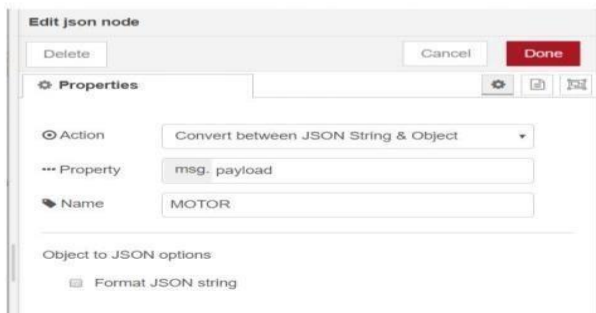 Edit json node
Delete Cancel Done
Properties
Action Convert between JSON String & Object
Property msg. payload
Name MOTOR
Object to JSON options
Format JSON string